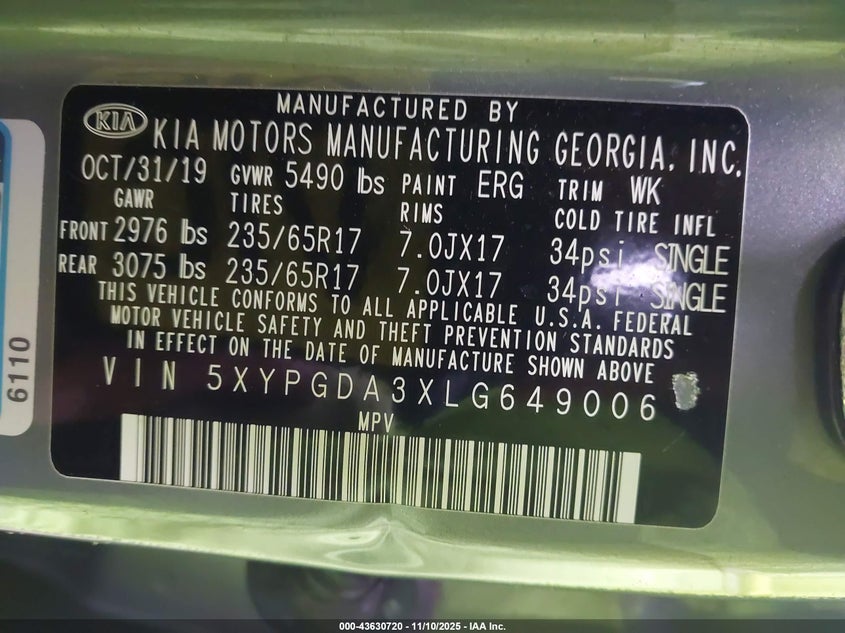 MANUFACTURED BY
KIA KIA MOTORS MANUFACTURING GEORGIA, INC.
OCT/31/19 GVWR 5490 lbs PAINT ERG TRIM WK
GAWR TIRES RIMS COLD TIRE INFL
FRONT 2976 lbs 235/65R17 7.0JX17 34psi SINGLE
REAR 3075 lbs 235/65R17 7.0JX17 34psi SINGLE
THIS VEHICLE CONFORMS TO ALL APPLICABLE U.S.A. FEDERAL
MOTOR VEHICLE SAFETY AND THEFT PREVENTION STANDARDS
IN EFFECT ON THE DATE OF MANUFACTURE SHOWN ABOVE
VIN 5XYPGDA3XLG649006
MPV
6110
000-43630720 - 11/10/2025 - IAA Inc.